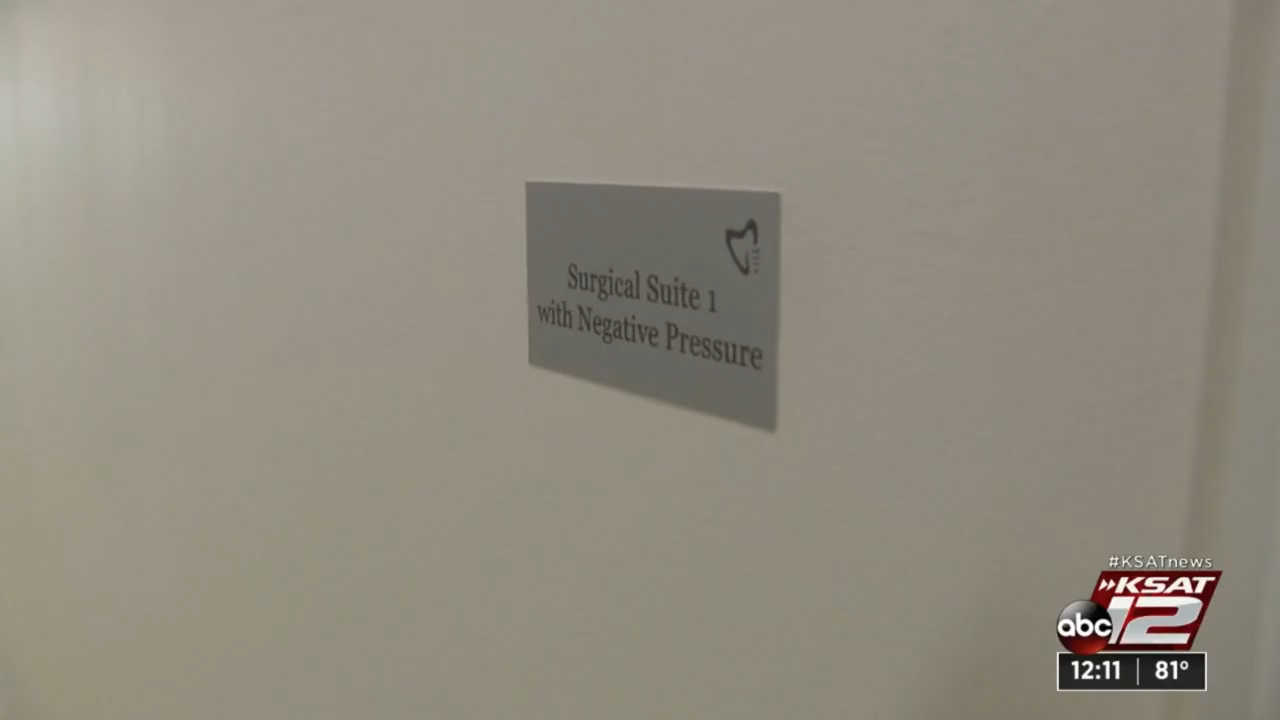 Surgical Suite 1
with Negative Pressure
#KSATnews
KSAT
abc 12
12:11 81°